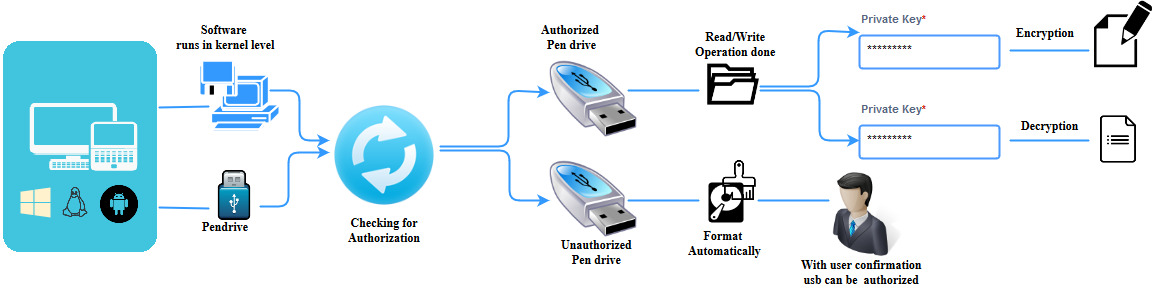 Software
runs in kernel level
Pendrive
Checking for
Authorization
Authorized
Pen drive
Unauthorized
Pen drive
Read/Write
Operation done
Format
Automatically
With user confirmation
usb can be authorized
Private Key*
*********
Encryption
Private Key*
*********
Decryption